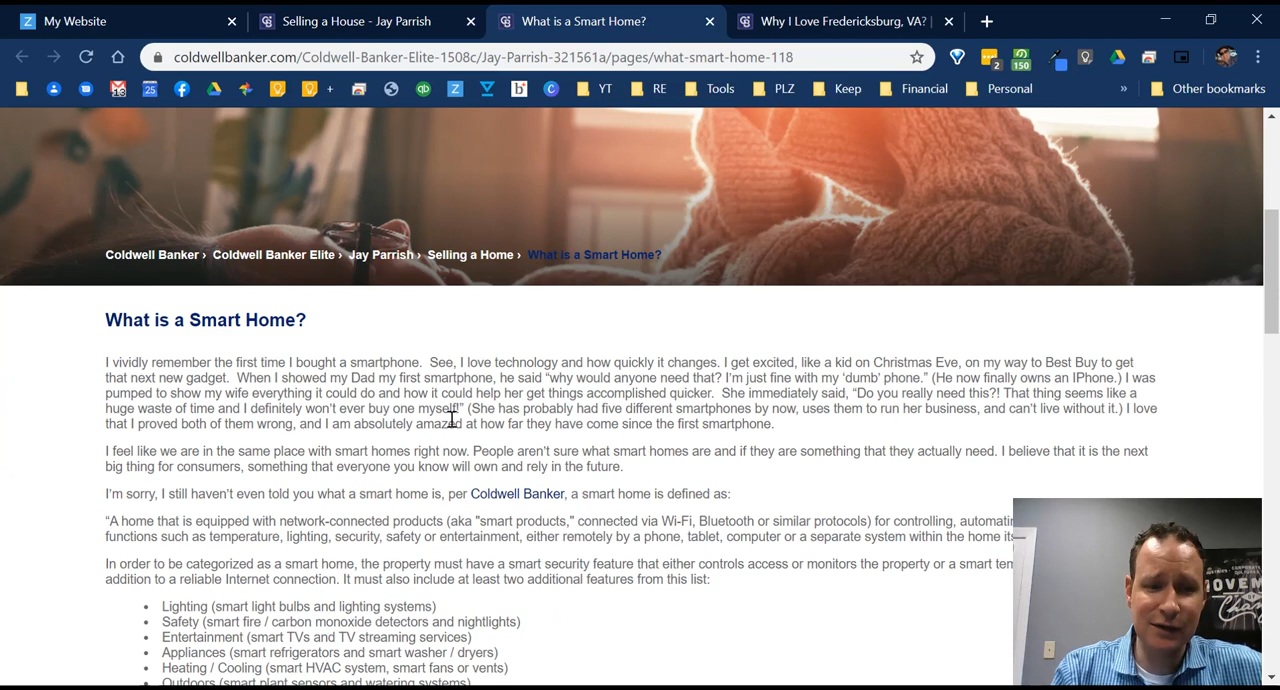 My Website
Selling a House - Jay Parrish
What is a Smart Home?
Why I Love Fredericksburg, VA?
coldwellbanker.com/Coldwell-Banker-Elite-1508c/Jay-Parrish-321561a/pages/what-smart-home-118
2
150
13
25
YT
RE
Tools
PLZ
Keep
Financial
Personal
»
Other bookmarks
Coldwell Banker › Coldwell Banker Elite › Jay Parrish › Selling a Home › What is a Smart Home?
What is a Smart Home?
I vividly remember the first time I bought a smartphone.  See, I love technology and how quickly it changes. I get excited, like a kid on Christmas Eve, on my way to Best Buy to get
that next new gadget.  When I showed my Dad my first smartphone, he said “why would anyone need that? I’m just fine with my ‘dumb’ phone.” (He now finally owns an IPhone.) I was
pumped to show my wife everything it could do and how it could help her get things accomplished quicker.  She immediately said, “Do you really need this?! That thing seems like a
huge waste of time and I definitely won’t ever buy one myself!” (She has probably had five different smartphones by now, uses them to run her business, and can’t live without it.) I love
that I proved both of them wrong, and I am absolutely amazed at how far they have come since the first smartphone.
I feel like we are in the same place with smart homes right now. People aren’t sure what smart homes are and if they are something that they actually need. I believe that it is the next
big thing for consumers, something that everyone you know will own and rely in the future.
I’m sorry, I still haven’t even told you what a smart home is, per Coldwell Banker, a smart home is defined as:
“A home that is equipped with network-connected products (aka "smart products," connected via Wi-Fi, Bluetooth or similar protocols) for controlling,
functions such as temperature, lighting, security, safety or entertainment, either remotely by a phone, tablet, computer or a separate system within the home
In order to be categorized as a smart home, the property must have a smart security feature that either controls access or monitors the property or a smart
addition to a reliable Internet connection. It must also include at least two additional features from this list:
• Lighting (smart light bulbs and lighting systems)
• Safety (smart fire / carbon monoxide detectors and nightlights)
• Entertainment (smart TVs and TV streaming services)
• Appliances (smart refrigerators and smart washer / dryers)
• Heating / Cooling (smart HVAC system, smart fans or vents)
• Outdoors (smart plant sensors and watering systems)